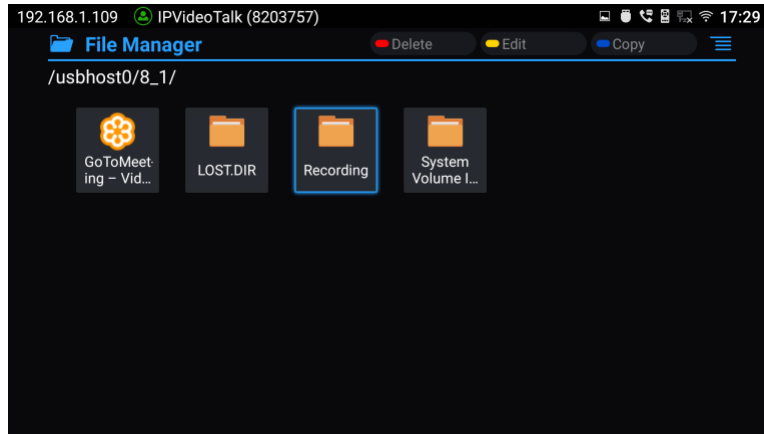 192.168.1.109 IPVideoTalk (8203757) 17:29
File Manager Delete Edit Copy
/usbhost0/8_1/
GoToMeet-
ing – Vid...
LOST.DIR
Recording
System
Volume I...